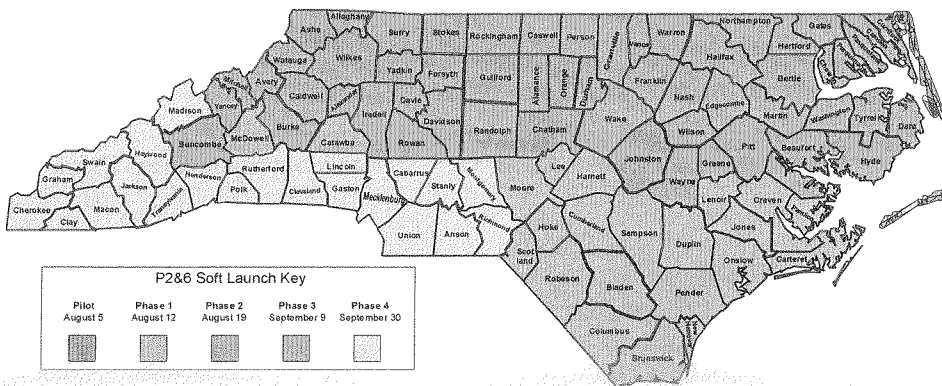 Alleghany
Northampton
Ashe
Surry
Stokes
Rockingham
Caswell
Person
Granville
Vance
Warren
Gates
Hertford
Halifax
Watauga
Wilkes
Yadkin
Forsyth
Guilford
Alamance
Orange
Durham
Franklin
Bertie
Mitchell
Avery
Caldwell
Alexander
Davie
Nash
Edgecombe
Martin
Washington
Tyrrell
Dare
Madison
Yancey
Iredell
Davidson
Randolph
Chatham
Wake
Wilson
Buncombe
McDowell
Burke
Catawba
Rowan
Johnston
Greene
Pitt
Beaufort
Hyde
Swain
Haywood
Rutherford
Lincoln
Cabarrus
Stanly
Montgomery
Moore
Lee
Harnett
Wayne
Lenoir
Craven
Graham
Jackson
Henderson
Polk
Cleveland
Gaston
Mecklenburg
Cherokee
Clay
Macon
Transylvania
Union
Anson
Richmond
Hoke
Cumberland
Sampson
Duplin
Jones
Onslow
Carteret
Scot
land
Robeson
Bladen
Pender
Columbus
Brunswick
P2&6 Soft Launch Key
Pilot Phase 1 Phase 2 Phase 3 Phase 4
August 5 August 12 August 19 September 9 September 30